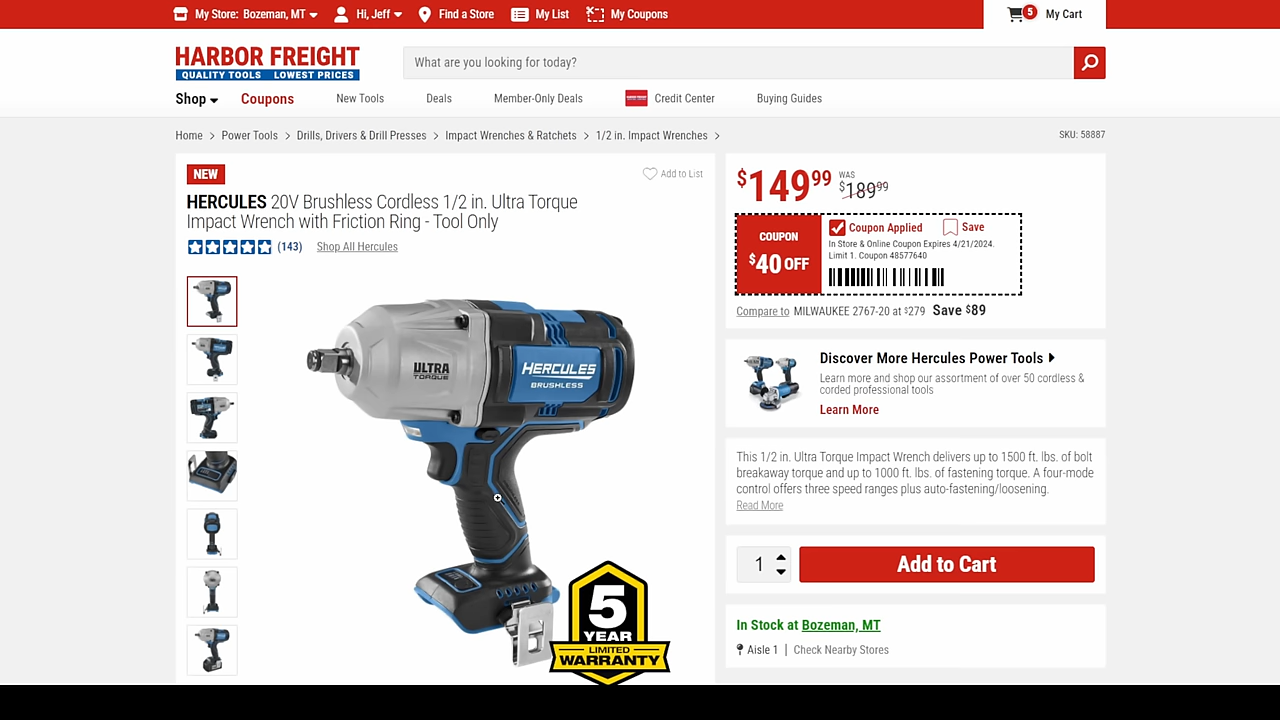 My Store: Bozeman, MT
Hi, Jeff
Find a Store
My List
My Coupons
5
My Cart
HARBOR FREIGHT
QUALITY TOOLS LOWEST PRICES
What are you looking for today?
Shop
Coupons
New Tools
Deals
Member-Only Deals
Credit Center
Buying Guides
Home > Power Tools > Drills, Drivers & Drill Presses > Impact Wrenches & Ratchets > 1/2 in. Impact Wrenches >
SKU: 58887
NEW
Add to List
HERCULES 20V Brushless Cordless 1/2 in. Ultra Torque
Impact Wrench with Friction Ring - Tool Only
(143)
Shop All Hercules
ULTRA
TORQUE
HERCULES
BRUSHLESS
5
YEAR
LIMITED
WARRANTY
$149.99
WAS
$189.99
COUPON
$40 OFF
Coupon Applied
Save
In Store & Online Coupon Expires 4/21/2024.
Limit 1. Coupon 48577640
Compare to MILWAUKEE 2767-20 at $279 Save $89
Discover More Hercules Power Tools
Learn more and shop our assortment of over 50 cordless &
corded professional tools
Learn More
This 1/2 in. Ultra Torque Impact Wrench delivers up to 1500 ft. lbs. of bolt
breakaway torque and up to 1000 ft. lbs. of fastening torque. A four-mode
control offers three speed ranges plus auto-fastening/loosening.
Read More
1
Add to Cart
In Stock at Bozeman, MT
Aisle 1 | Check Nearby Stores